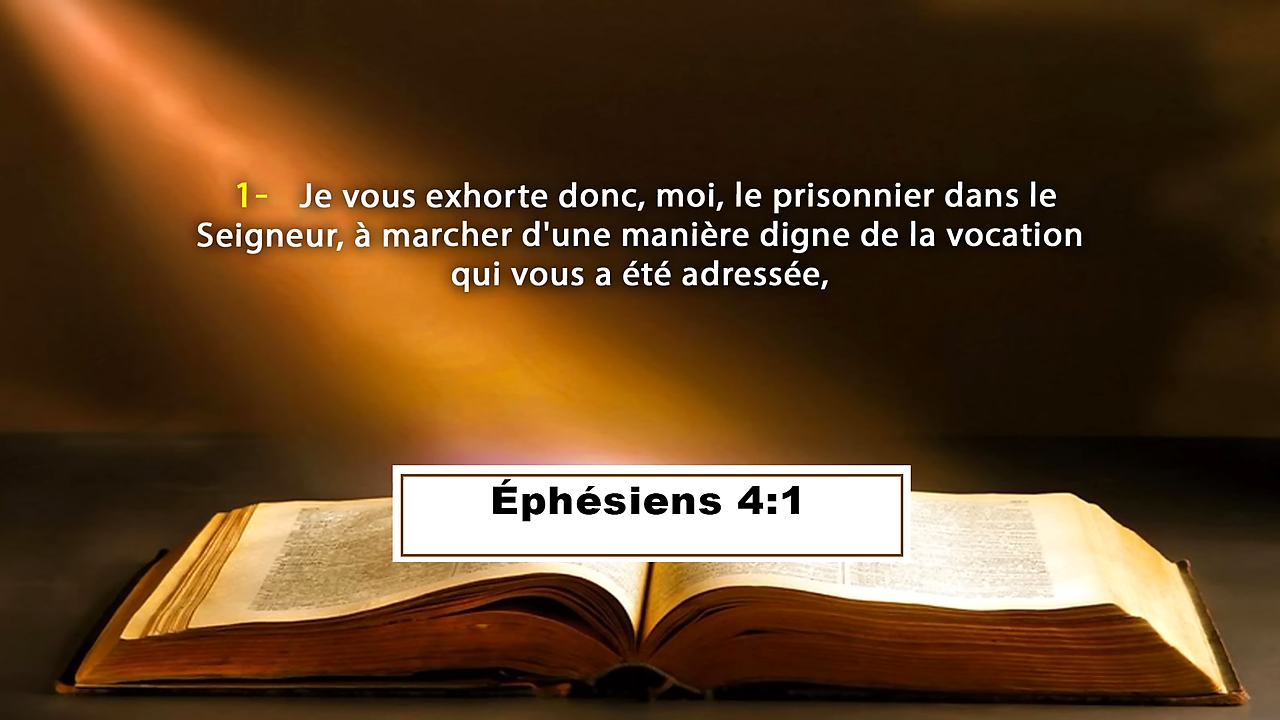 1- Je vous exhorte donc, moi, le prisonnier dans le
Seigneur, à marcher d'une manière digne de la vocation
qui vous a été adressée,
Éphésiens 4:1